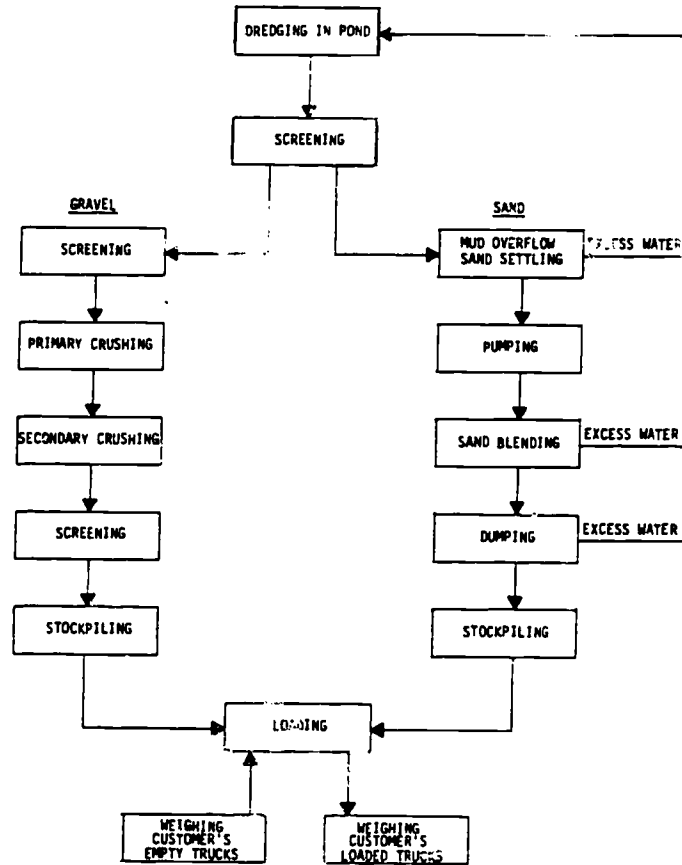 DREDGING IN POND
SCREENING
GRAVEL
SAND
SCREENING
MUD OVERFLOW
SAND SETTLING
EXCESS WATER
PRIMARY CRUSHING
PUMPING
SECONDARY CRUSHING
SAND BLENDING
EXCESS WATER
SCREENING
DUMPING
EXCESS WATER
STOCKPILING
STOCKPILING
LOADING
WEIGHING
CUSTOMER'S
EMPTY TRUCKS
WEIGHING
CUSTOMER'S
LOADED TRUCKS